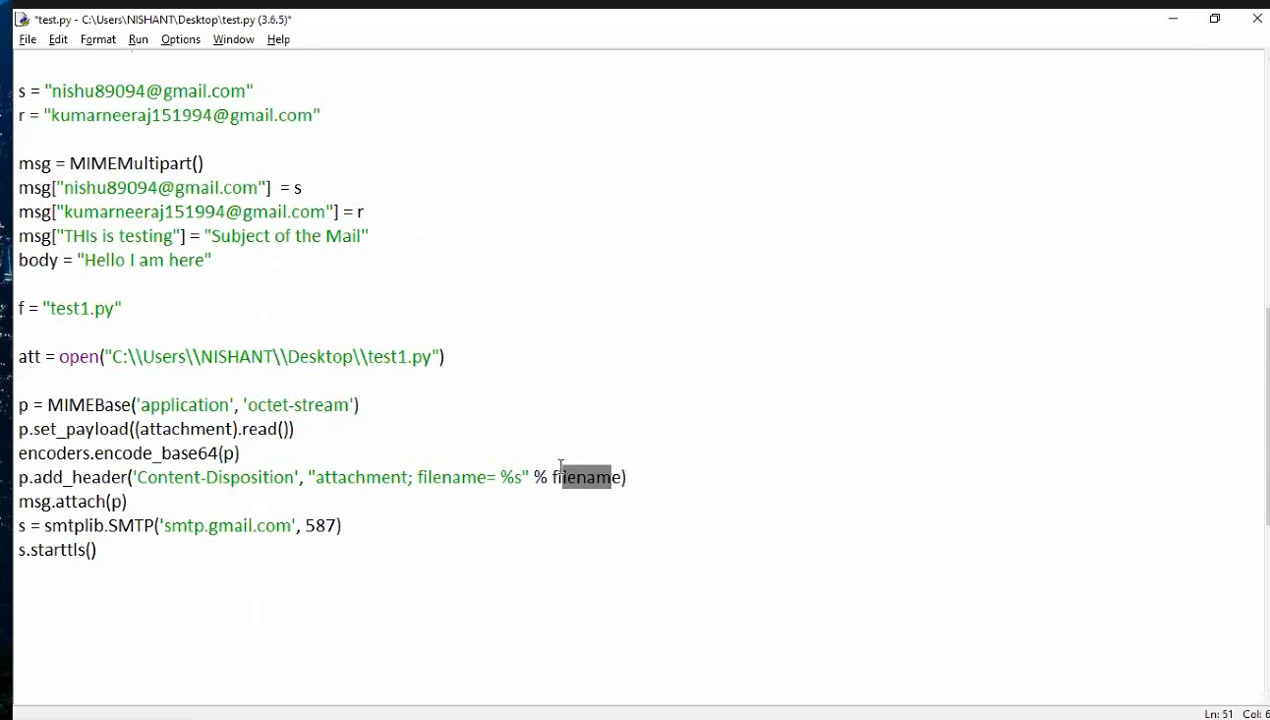 *test.py - C:\Users\NISHANT\Desktop\test.py (3.6.5)*
File Edit Format Run Options Window Help
s = "nishu89094@gmail.com"
r = "kumarneeraj151994@gmail.com"
msg = MIMEMultipart()
msg["nishu89094@gmail.com"]  = s
msg["kumarneeraj151994@gmail.com"] = r
msg["THIs is testing"] = "Subject of the Mail"
body = "Hello I am here"
f = "test1.py"
att = open("C:\\Users\\NISHANT\\Desktop\\test1.py")
p = MIMEBase('application', 'octet-stream')
p.set_payload((attachment).read())
encoders.encode_base64(p)
p.add_header('Content-Disposition', "attachment; filename= %s" % filename)
msg.attach(p)
s = smtplib.SMTP('smtp.gmail.com', 587)
s.starttls()
Ln: 51 Col: 6